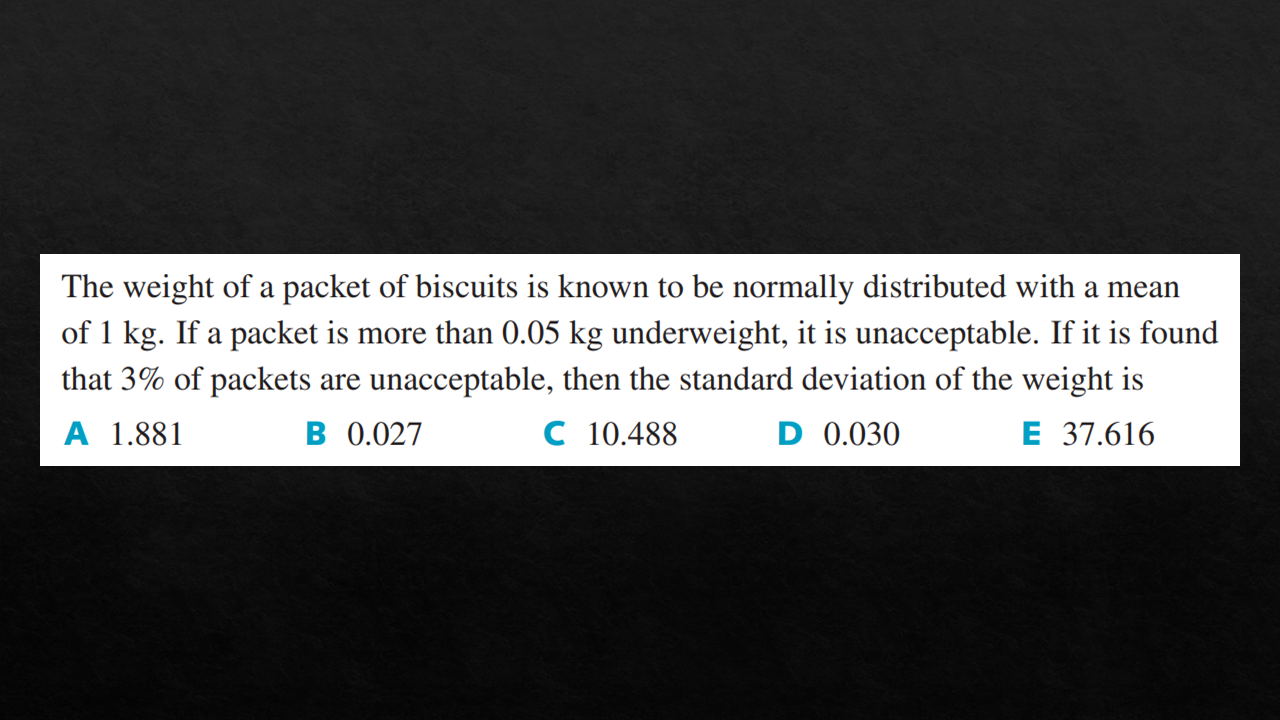 The weight of a packet of biscuits is known to be normally distributed with a mean
of 1 kg. If a packet is more than 0.05 kg underweight, it is unacceptable. If it is found
that 3% of packets are unacceptable, then the standard deviation of the weight is
A 1.881 B 0.027 C 10.488 D 0.030 E 37.616